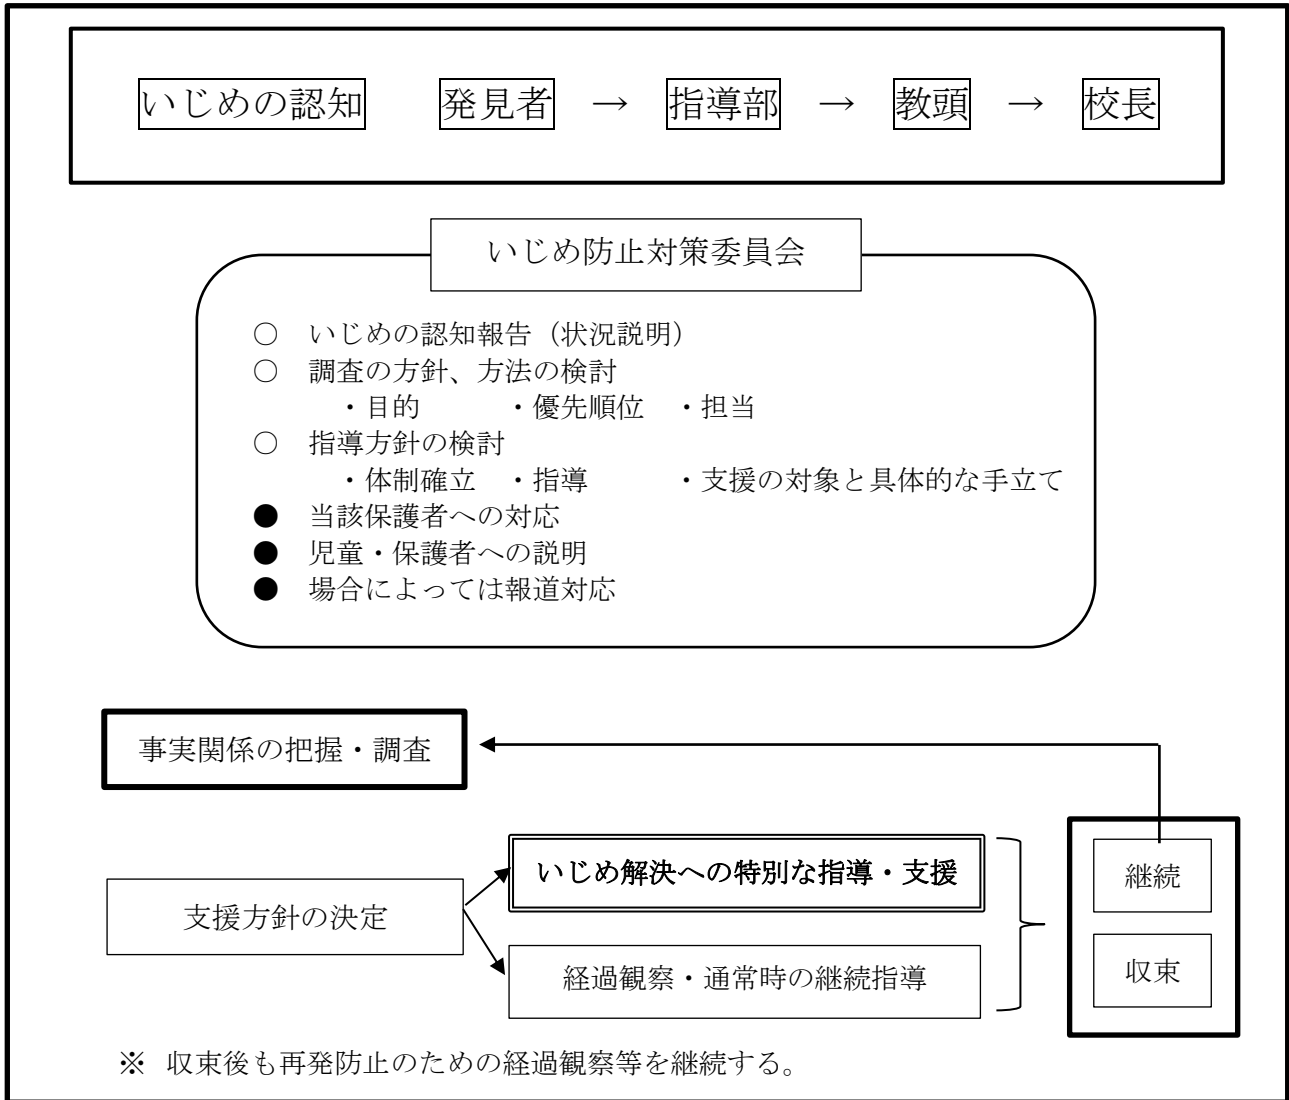 いじめの認知 発見者 → 指導部 → 教頭 → 校長
いじめ防止対策委員会
○ いじめの認知報告（状況説明）
○ 調査の方針、方法の検討
・目的 ・優先順位 ・担当
○ 指導方針の検討
・体制確立 ・指導 ・支援の対象と具体的な手立て
● 当該保護者への対応
● 児童・保護者への説明
● 場合によっては報道対応
事実関係の把握・調査
支援方針の決定
いじめ解決への特別な指導・支援
経過観察・通常時の継続指導
継続
収束
※ 収束後も再発防止のための経過観察等を継続する。